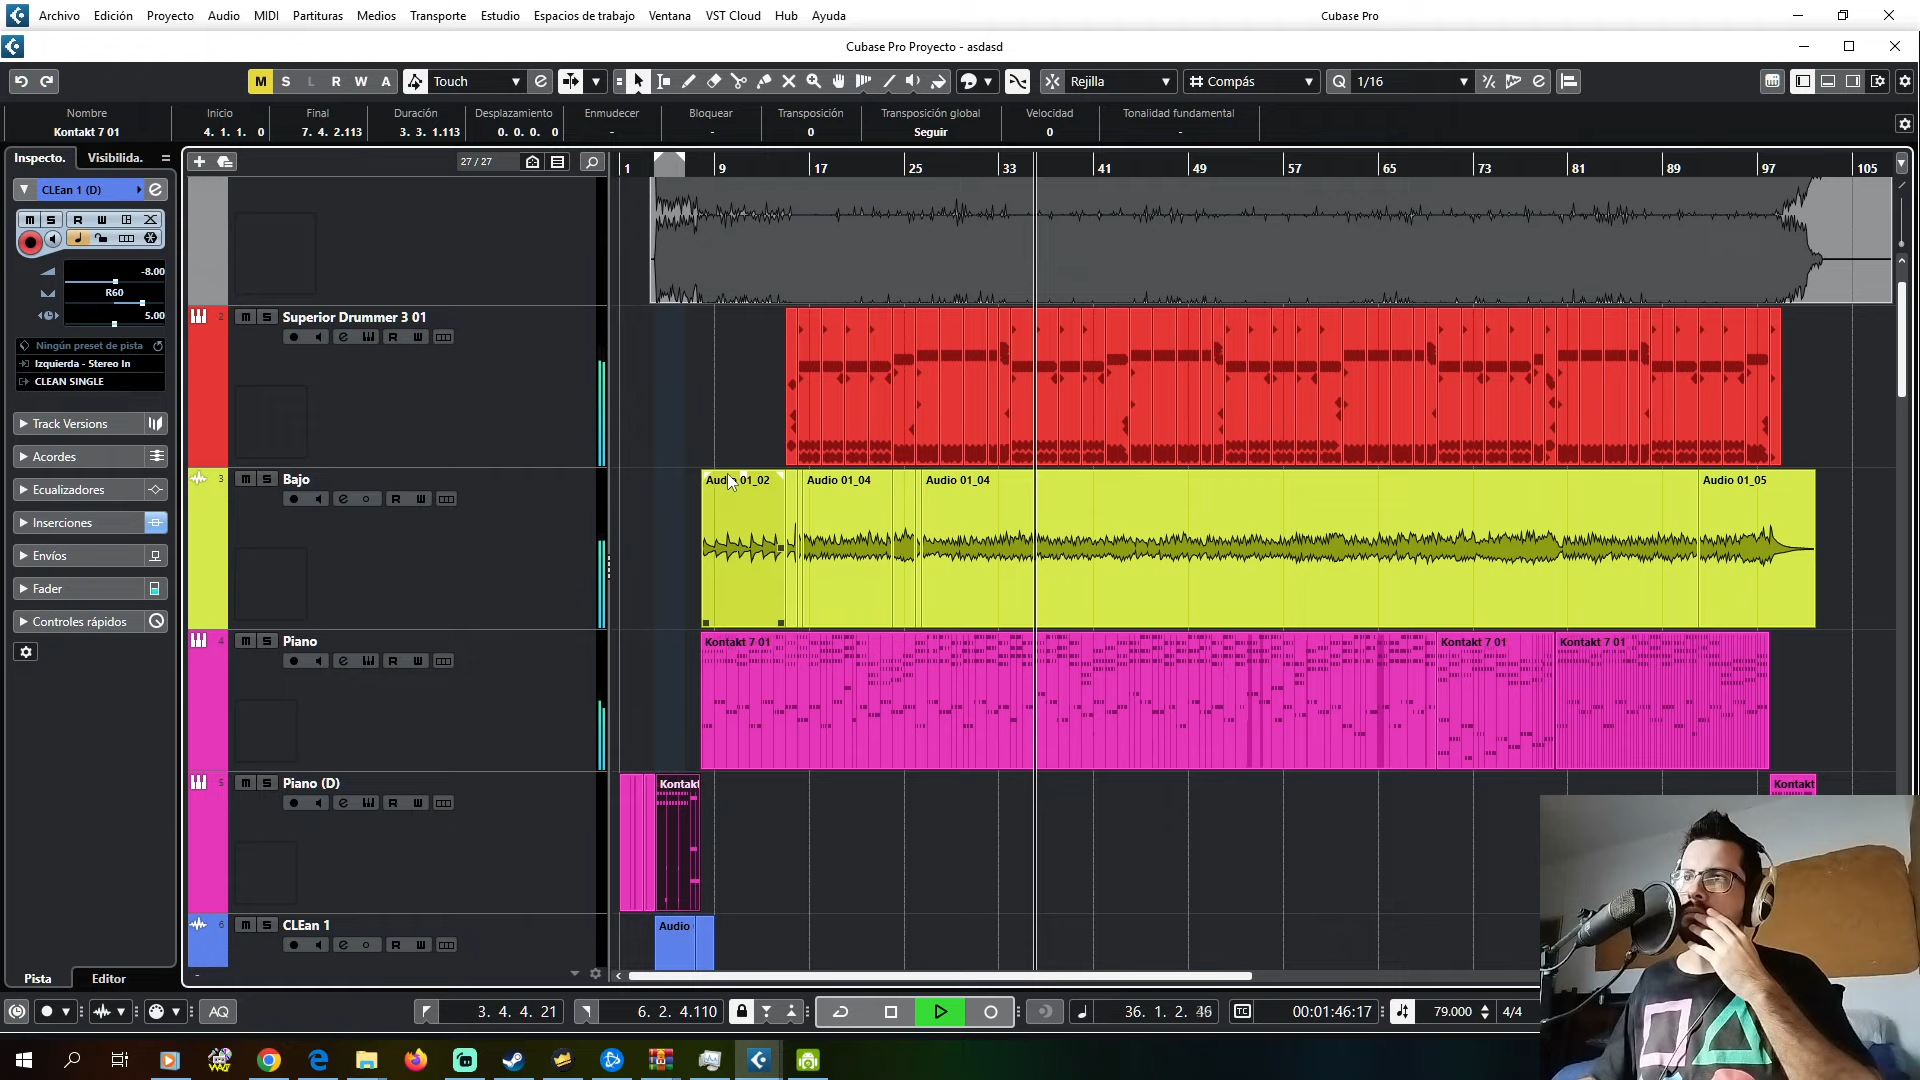 Archivo Edición Proyecto Audio MIDI Partituras Medios Transporte Estudio Espacios de trabajo Ventana VST Cloud Hub Ayuda Cubase Pro
Cubase Pro Proyecto - asdasd
M S L R W A Touch Rejilla Compás Q 1/16
Nombre Inicio Final Duración Desplazamiento Enmudecer Bloquear Transposición Transposición global Velocidad Tonalidad fundamental
Kontakt 7 01 4. 1. 1. 0 7. 4. 2.113 3. 3. 1.113 0. 0. 0. 0 - - 0 Seguir 0 -
Inspecto. Visibilida. 27 / 27 1 9 17 25 33 41 49 57 65 73 81 89 97 105
CLEan 1 (D)
M S R W
-8.00
R60
5.00
Ningún preset de pista
Izquierda - Stereo In
CLEAN SINGLE
Track Versions
Acordes
Ecualizadores
Inserciones
Envíos
Fader
Controles rápidos
2 M S Superior Drummer 3 01
R W
3 M S Bajo Audio 01_02 Audio 01_04 Audio 01_04 Audio 01_05
R W
4 M S Piano Kontakt 7 01 Kontakt 7 01 Kontakt 7 01
R W
5 M S Piano (D) Kontakt Kontakt
R W
6 M S CLEan 1 Audio
R W
Pista Editor
AQ 3. 4. 4. 21 6. 2. 4.110 36. 1. 2. 46 00:01:46:17 79.000 4/4